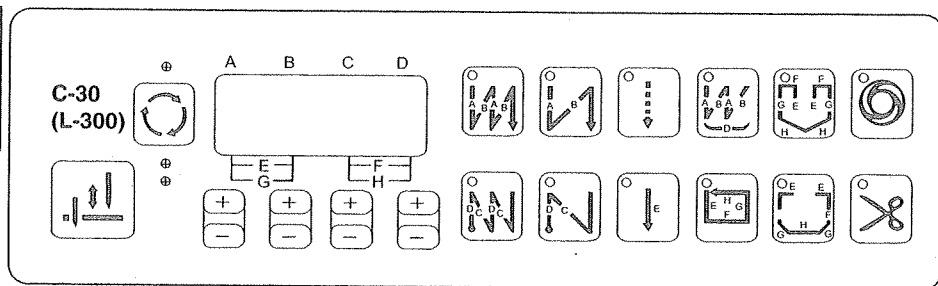 A B C D
C-30
(L-300)
E F
G H
+ + + +
− − − −
A B A B
A B
A B A B
D
F F
G E E G
H H
D C D C
D C
E
H
E G
F
E E
F
H
G G